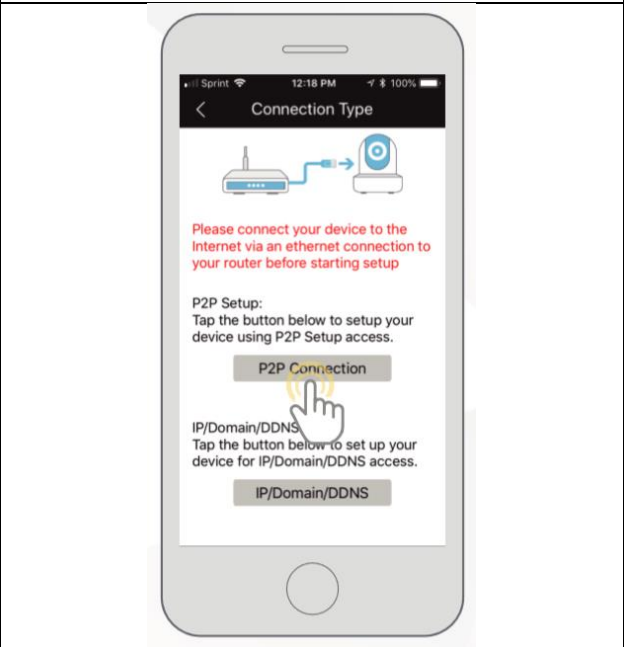 Sprint 12:18 PM 100%
Connection Type
Please connect your device to the
Internet via an ethernet connection to
your router before starting setup
P2P Setup:
Tap the button below to setup your
device using P2P Setup access.
P2P Connection
IP/Domain/DDNS
Tap the button below to set up your
device for IP/Domain/DDNS access.
IP/Domain/DDNS